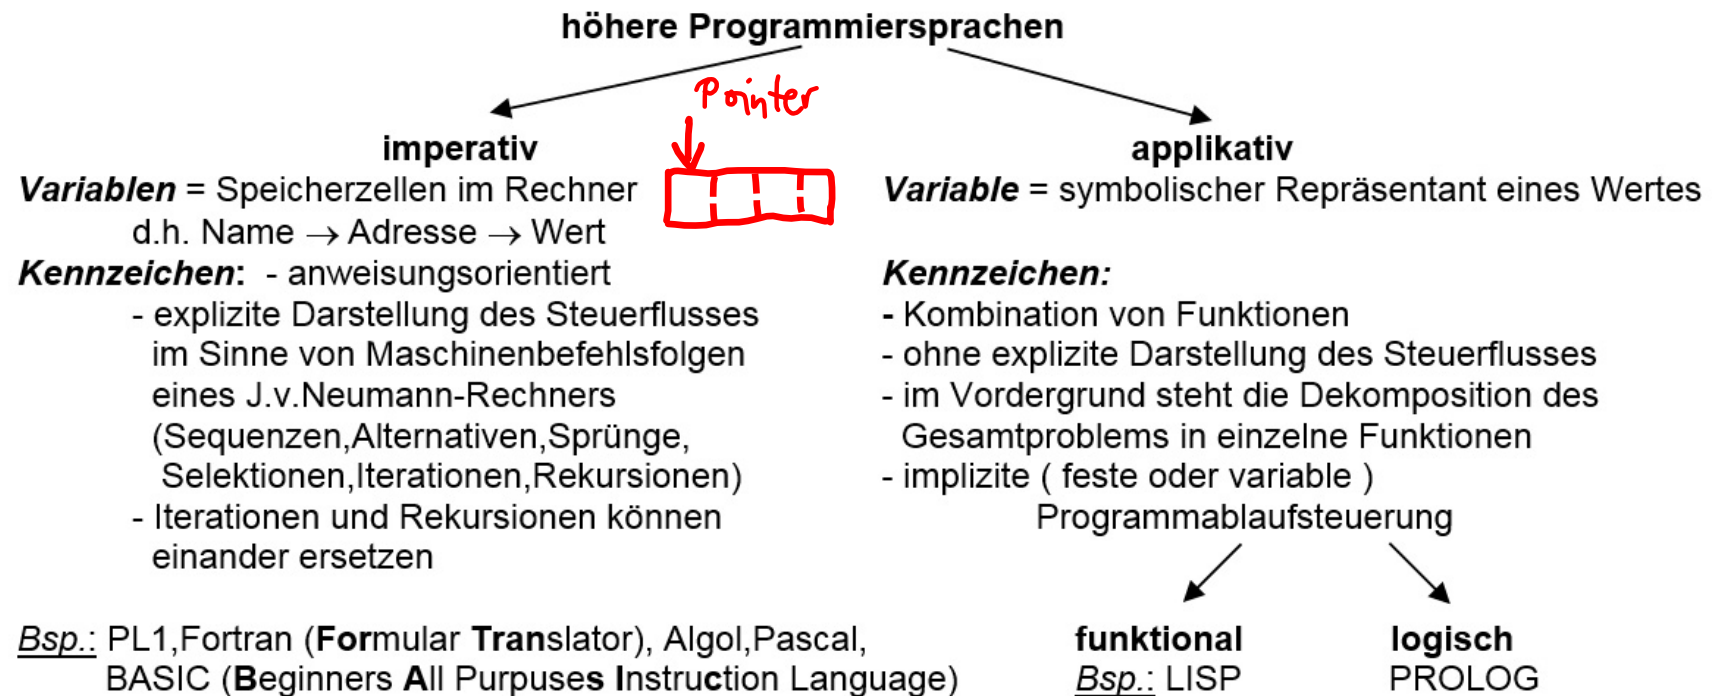 höhere Programmiersprachen
Pointer
imperativ
Variablen = Speicherzellen im Rechner
d.h. Name → Adresse → Wert
Kennzeichen: - anweisungsorientiert
- explizite Darstellung des Steuerflusses
im Sinne von Maschinenbefehlsfolgen
eines J.v.Neumann-Rechners
(Sequenzen,Alternativen,Sprünge,
Selektionen,Iterationen,Rekursionen)
- Iterationen und Rekursionen können
einander ersetzen
Bsp.: PL1,Fortran (Formular Translator), Algol,Pascal,
BASIC (Beginners All Purpuses Instruction Language)
applikativ
Variable = symbolischer Repräsentant eines Wertes
Kennzeichen:
- Kombination von Funktionen
- ohne explizite Darstellung des Steuerflusses
- im Vordergrund steht die Dekomposition des
Gesamtproblems in einzelne Funktionen
- implizite ( feste oder variable )
Programmablaufsteuerung
funktional
Bsp.: LISP
logisch
PROLOG